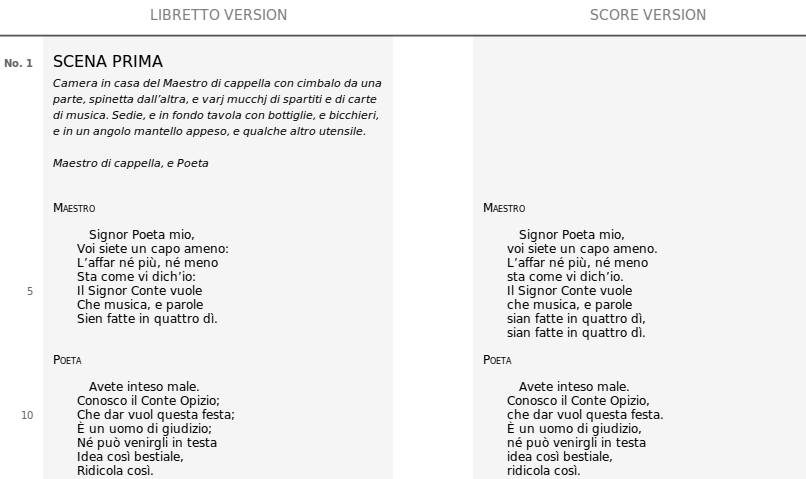 LIBRETTO VERSION
SCORE VERSION
No. 1
SCENA PRIMA
Camera in casa del Maestro di cappella con cimbalo da una
parte, spinetta dall’altra, e varj mucchj di spartiti e di carte
di musica. Sedie, e in fondo tavola con bottiglie, e bicchieri,
e in un angolo mantello appeso, e qualche altro utensile.
Maestro di cappella, e Poeta
Maestro
Signor Poeta mio,
Voi siete un capo ameno:
L’affar né più, né meno
Sta come vi dich’io:
5
Il Signor Conte vuole
Che musica, e parole
Sien fatte in quattro dì.
Poeta
Avete inteso male.
Conosco il Conte Opizio;
10
Che dar vuol questa festa;
È un uomo di giudizio;
Né può venirgli in testa
Idea così bestiale,
Ridicola così.
Maestro
Signor Poeta mio,
voi siete un capo ameno.
L’affar né più, né meno
sta come vi dich’io.
Il Signor Conte vuole
che musica, e parole
sian fatte in quattro dì,
sian fatte in quattro dì.
Poeta
Avete inteso male.
Conosco il Conte Opizio,
che dar vuol questa festa.
È un uomo di giudizio,
né può venirgli in testa
idea così bestiale,
ridicola così.